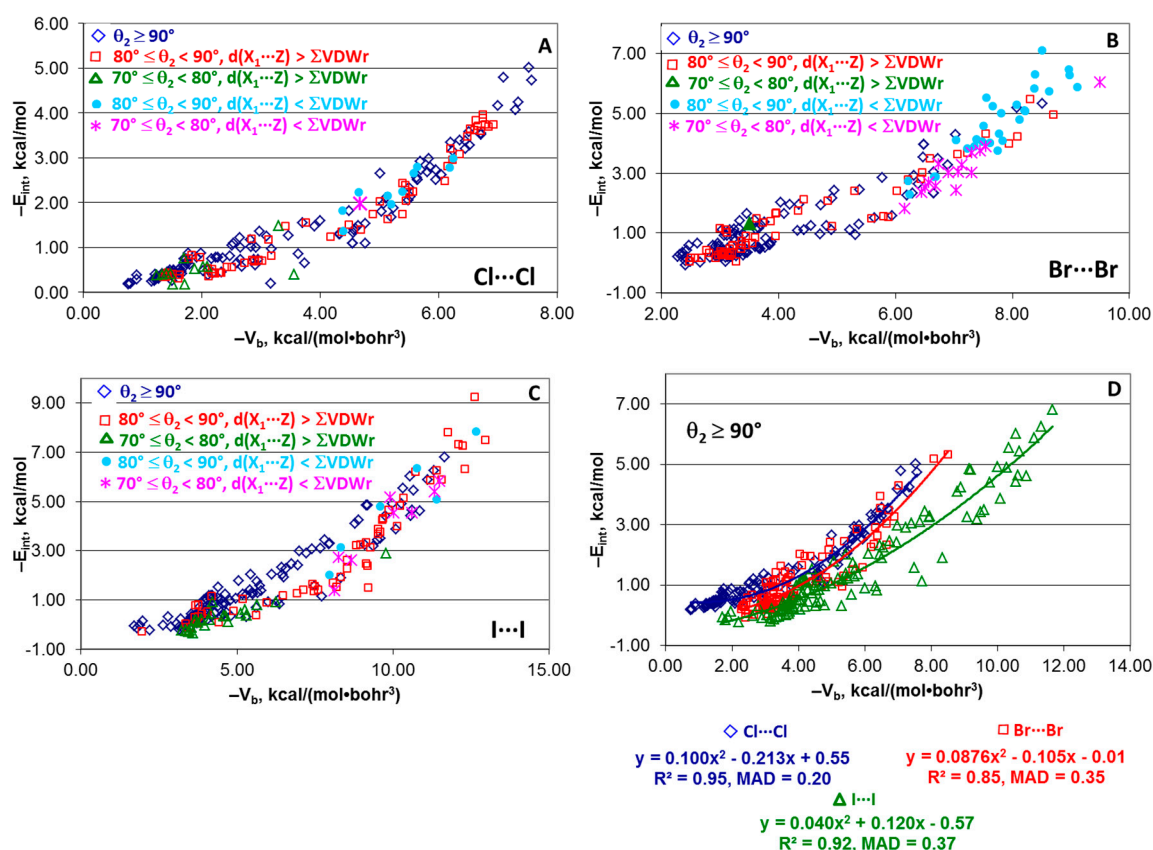 A
θ₂ ≥ 90°
80° ≤ θ₂ < 90°, d(X₁···Z) > ΣVDWr
70° ≤ θ₂ < 80°, d(X₁···Z) > ΣVDWr
80° ≤ θ₂ < 90°, d(X₁···Z) < ΣVDWr
70° ≤ θ₂ < 80°, d(X₁···Z) < ΣVDWr
Cl···Cl
6.00
5.00
4.00
3.00
2.00
1.00
0.00
0.00 2.00 4.00 6.00 8.00
–E_int, kcal/mol
–V_b, kcal/(mol•bohr³)
B
θ₂ ≥ 90°
80° ≤ θ₂ < 90°, d(X₁···Z) > ΣVDWr
70° ≤ θ₂ < 80°, d(X₁···Z) > ΣVDWr
80° ≤ θ₂ < 90°, d(X₁···Z) < ΣVDWr
70° ≤ θ₂ < 80°, d(X₁···Z) < ΣVDWr
Br···Br
7.00
5.00
3.00
1.00
-1.00
2.00 4.00 6.00 8.00 10.00
–E_int, kcal/mol
–V_b, kcal/(mol•bohr³)
C
θ₂ ≥ 90°
80° ≤ θ₂ < 90°, d(X₁···Z) > ΣVDWr
70° ≤ θ₂ < 80°, d(X₁···Z) > ΣVDWr
80° ≤ θ₂ < 90°, d(X₁···Z) < ΣVDWr
70° ≤ θ₂ < 80°, d(X₁···Z) < ΣVDWr
I···I
9.00
7.00
5.00
3.00
1.00
-1.00
0.00 5.00 10.00 15.00
–E_int, kcal/mol
–V_b, kcal/(mol•bohr³)
D
θ₂ ≥ 90°
7.00
5.00
3.00
1.00
-1.00
0.00 2.00 4.00 6.00 8.00 10.00 12.00 14.00
–E_int, kcal/mol
–V_b, kcal/(mol•bohr³)
Cl···Cl
y = 0.100x² - 0.213x + 0.55
R² = 0.95, MAD = 0.20
Br···Br
y = 0.0876x² - 0.105x - 0.01
R² = 0.85, MAD = 0.35
I···I
y = 0.040x² + 0.120x - 0.57
R² = 0.92, MAD = 0.37